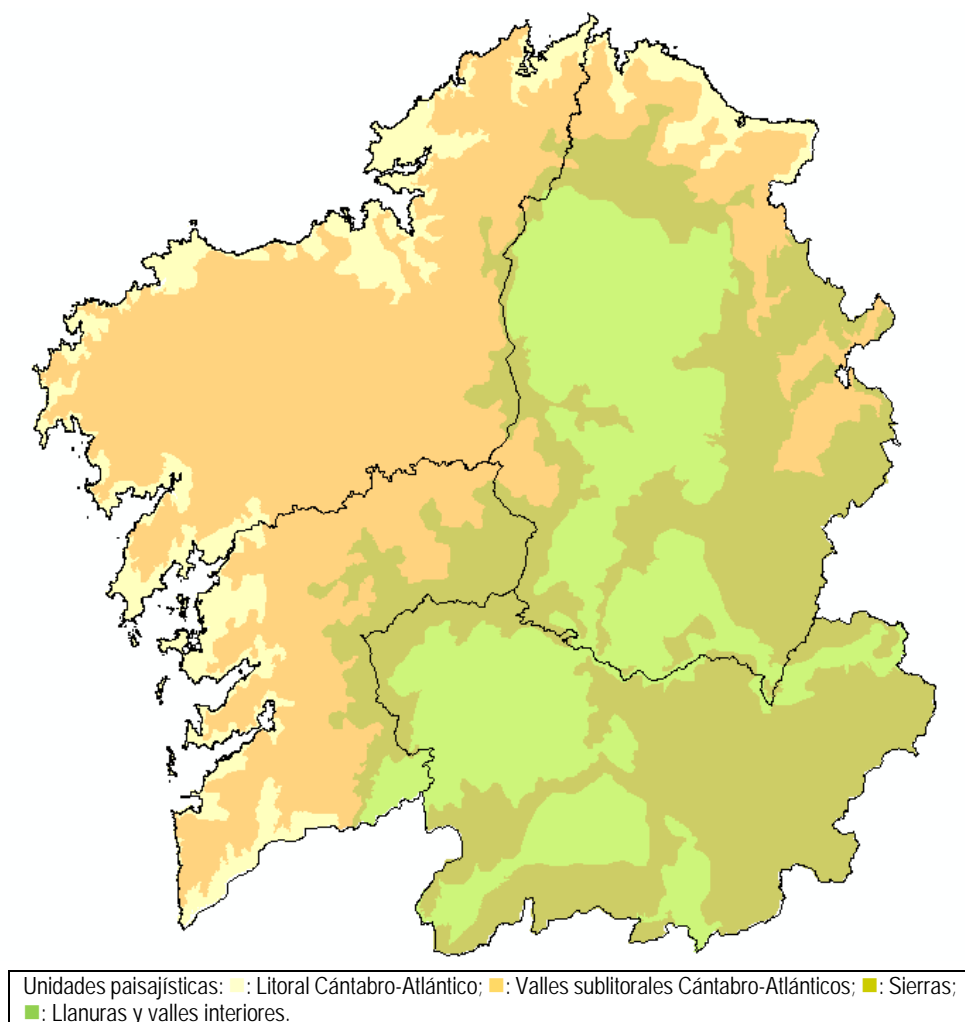 Unidades paisajísticas: ■: Litoral Cántabro-Atlántico; ■: Valles sublitorales Cántabro-Atlánticos; ■: Sierras;
■: Llanuras y valles interiores.